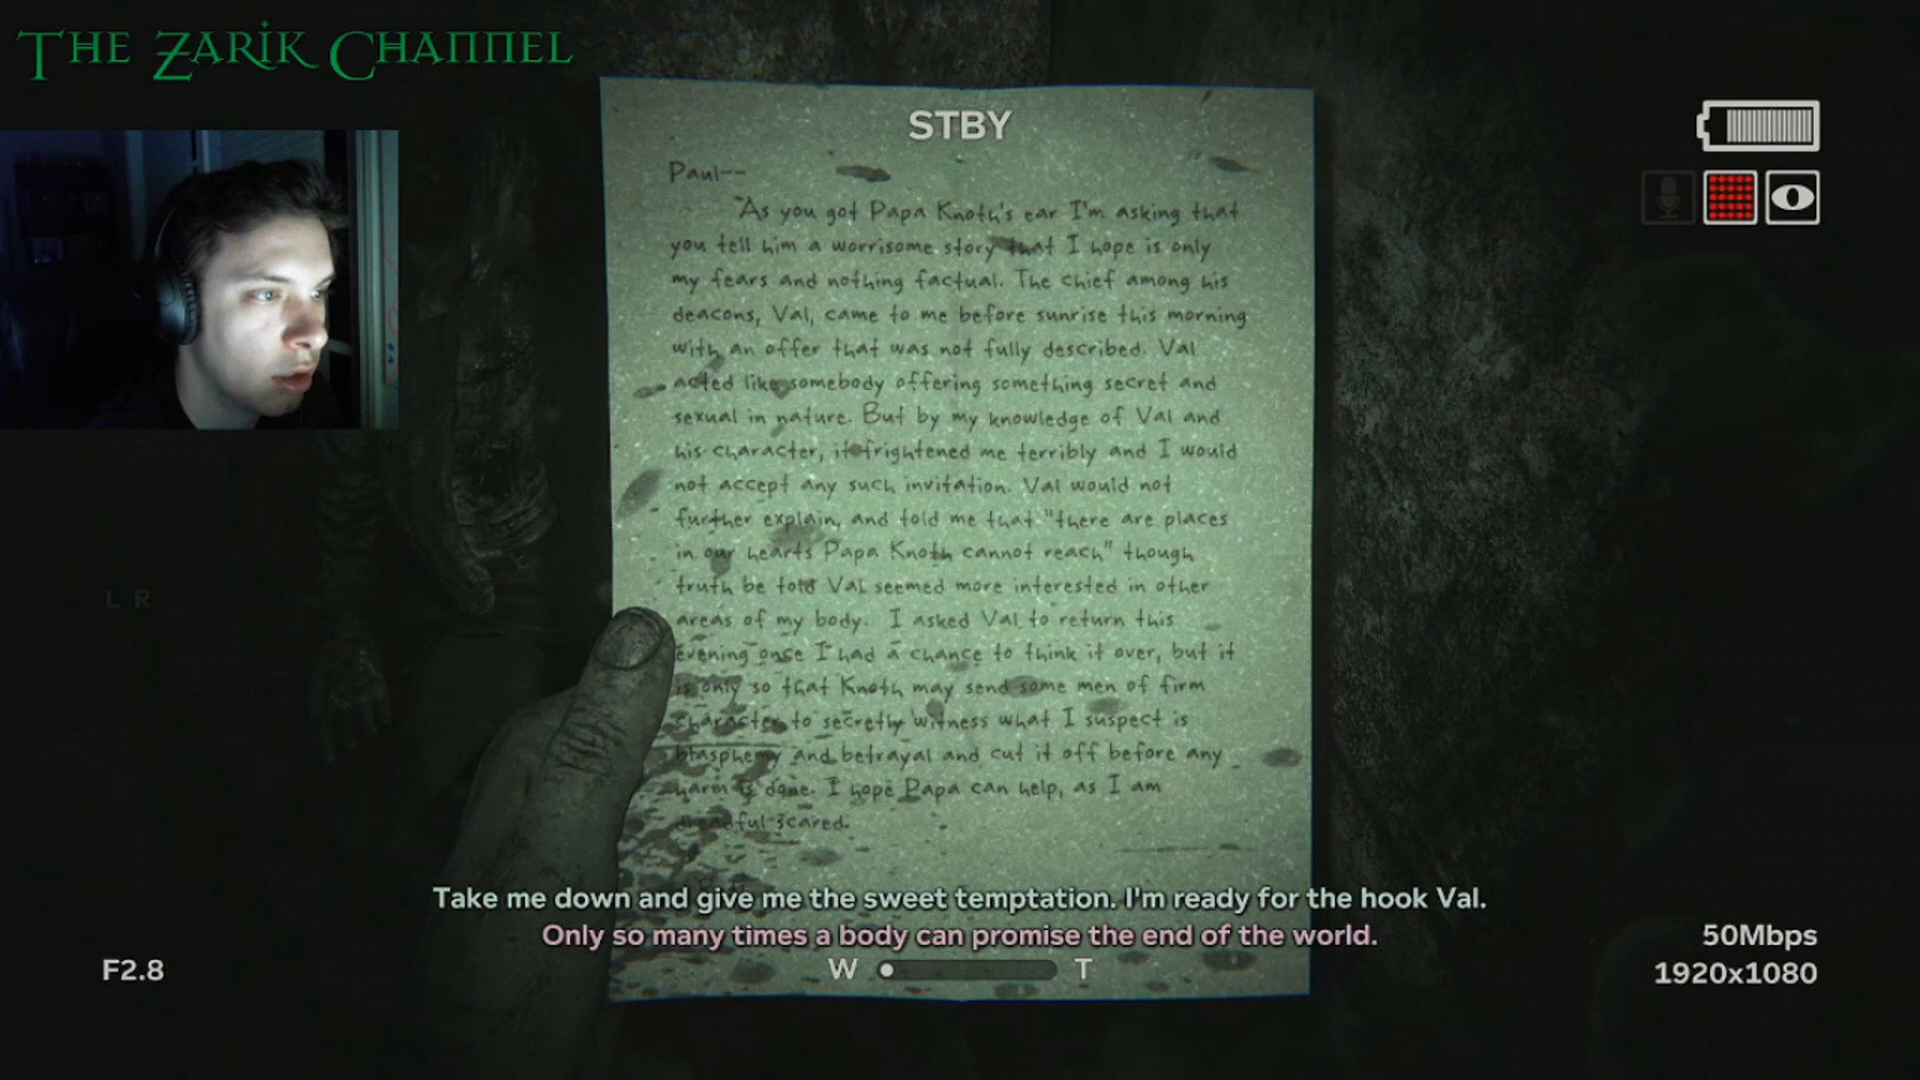 THE ZARIK CHANNEL
STBY
Paul--
As you got Papa Knoth's ear I'm asking that
you tell him a worrisome story that I hope is only
my fears and nothing factual. The chief among his
deacons, Val, came to me before sunrise this morning
with an offer that was not fully described. Val
acted like somebody offering something secret and
sexual in nature. But by my knowledge of Val and
his character, it frightened me terribly and I would
not accept any such invitation. Val would not
further explain, and told me that "there are places
in our hearts Papa Knoth cannot reach" though
truth be told Val seemed more interested in other
areas of my body. I asked Val to return this
evening once I had a chance to think it over, but it
is only so that Knoth may send some men of firm
character to secretly witness what I suspect is
blasphemy and betrayal and cut it off before any
harm is done. I hope Papa can help, as I am
dreadful scared.
L R
Take me down and give me the sweet temptation. I'm ready for the hook Val.
Only so many times a body can promise the end of the world.
F2.8
W T
50Mbps
1920x1080